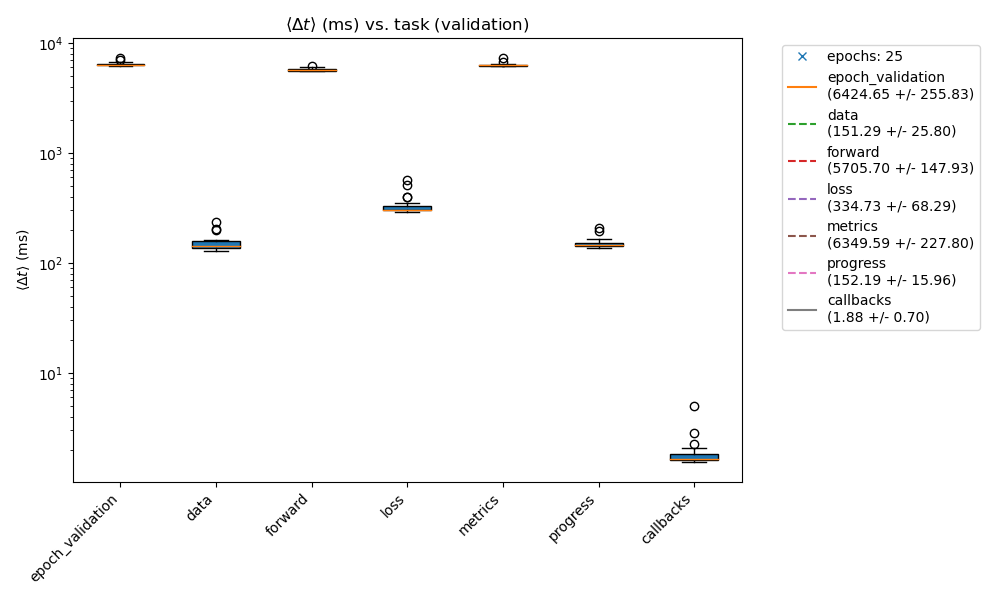 ⟨Δt⟩ (ms) vs. task (validation)
⟨Δt⟩ (ms)
10⁴
10³
10²
10¹
epoch_validation
data
forward
loss
metrics
progress
callbacks
epochs: 25
epoch_validation
(6424.65 +/- 255.83)
data
(151.29 +/- 25.80)
forward
(5705.70 +/- 147.93)
loss
(334.73 +/- 68.29)
metrics
(6349.59 +/- 227.80)
progress
(152.19 +/- 15.96)
callbacks
(1.88 +/- 0.70)